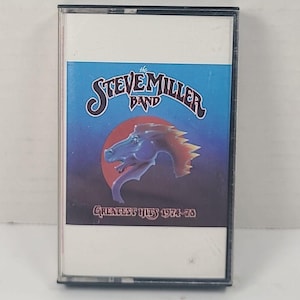 the
STEVE MILLER
BAND
GREATEST HITS 1974-78